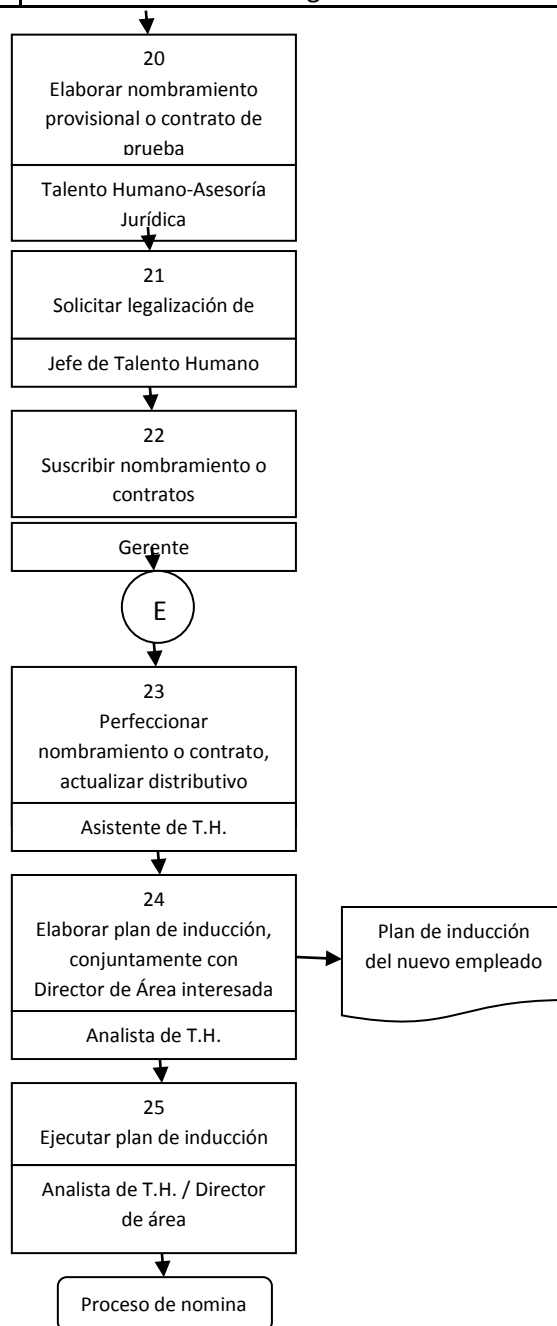 20
Elaborar nombramiento
provisional o contrato de
prueba
Talento Humano-Asesoría
Jurídica
21
Solicitar legalización de
Jefe de Talento Humano
22
Suscribir nombramiento o
contratos
Gerente
E
23
Perfeccionar
nombramiento o contrato,
actualizar distributivo
Asistente de T.H.
24
Elaborar plan de inducción,
conjuntamente con
Director de Área interesada
Analista de T.H.
Plan de inducción
del nuevo empleado
25
Ejecutar plan de inducción
Analista de T.H. / Director
de área
Proceso de nomina